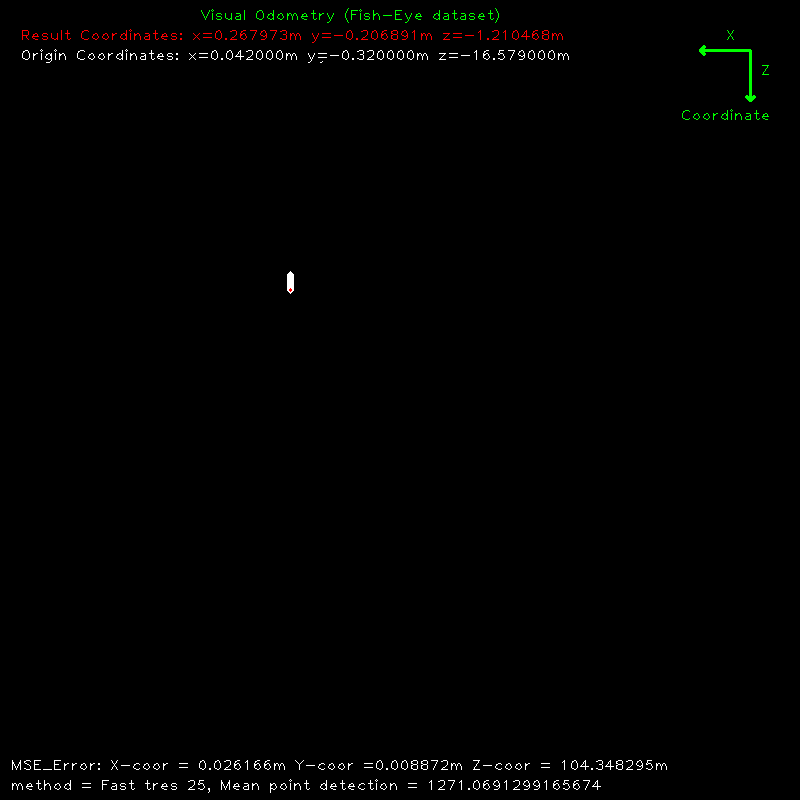 Visual Odometry (Fish-Eye dataset)
Result Coordinates: x=0.267973m y=-0.206891m z=-1.210468m
Origin Coordinates: x=0.042000m y=-0.320000m z=-16.579000m
X
Z
Coordinate
MSE_Error: X-coor = 0.026166m Y-coor =0.008872m Z-coor = 104.348295m
method = Fast tres 25, Mean point detection = 1271.0691299165674